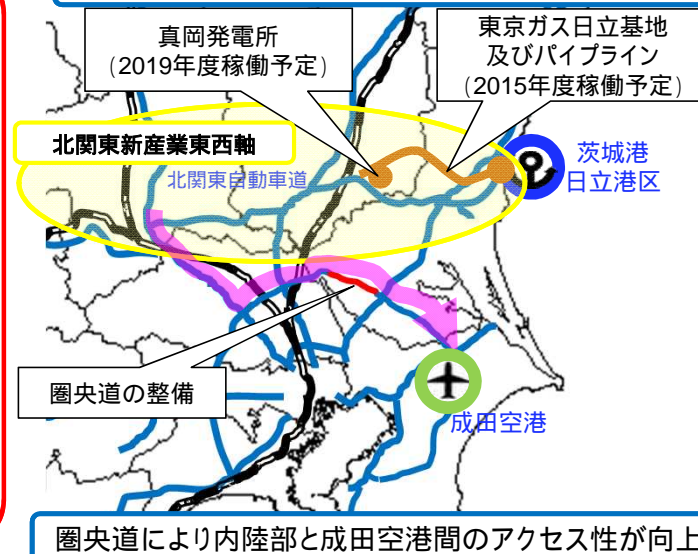 真岡発電所
(2019年度稼働予定)
東京ガス日立基地
及びパイプライン
(2015年度稼働予定)
北関東新産業東西軸
北関東自動車道
茨城港
日立港区
圏央道の整備
成田空港
圏央道により内陸部と成田空港間のアクセス性が向上